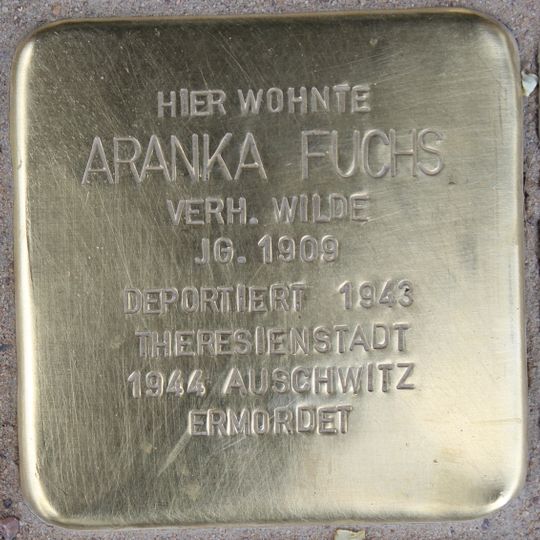 HIER WOHNTE
ARANKA FUCHS
VERH. WILDE
JG. 1909
DEPORTIERT 1943
THERESIENSTADT
1944 AUSCHWITZ
ERMORDET